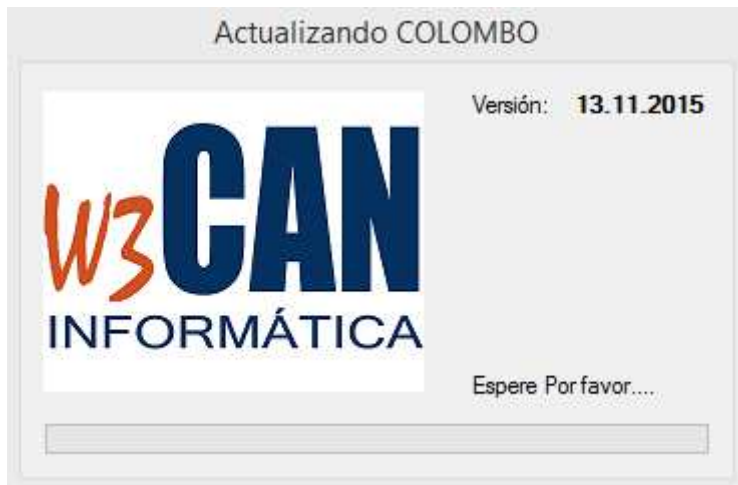 Actualizando COLOMBO
Versión: 13.11.2015
W3CAN
INFORMÁTICA
Espere Por favor....